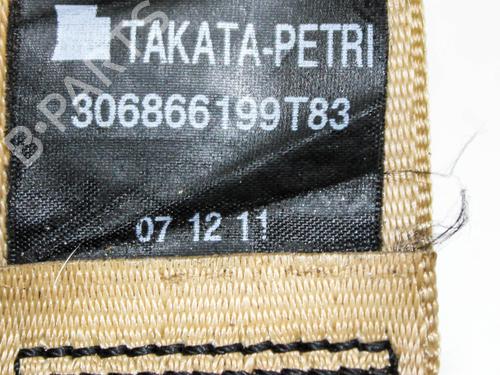 TAKATA-PETRI
306866199T83
07 12 11
B-PARTS